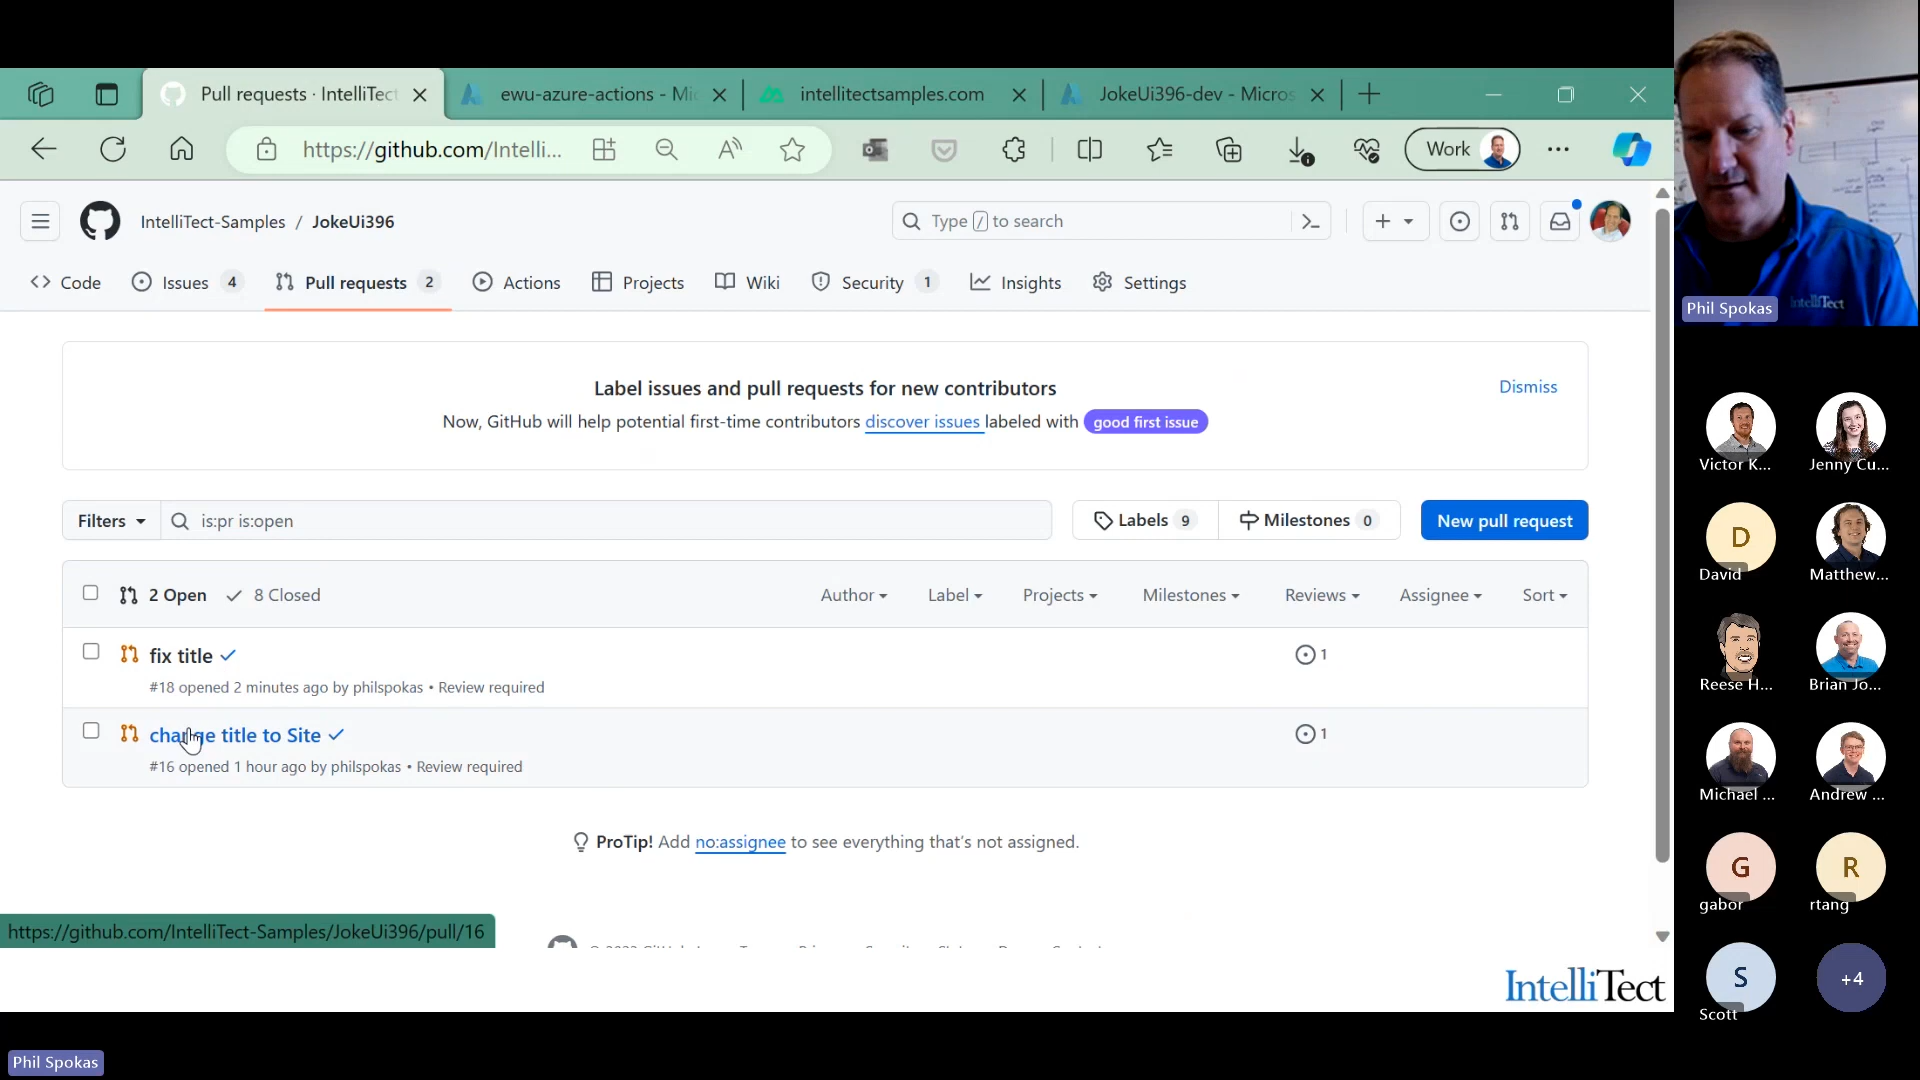 Pull requests · IntelliTect
ewu-azure-actions - Mic
intellitectsamples.com
JokeUi396-dev - Micros
https://github.com/Intelli...
Work
IntelliTect-Samples / JokeUi396
Type / to search
Code
Issues 4
Pull requests 2
Actions
Projects
Wiki
Security 1
Insights
Settings
Label issues and pull requests for new contributors
Dismiss
Now, GitHub will help potential first-time contributors discover issues labeled with good first issue
Filters
is:pr is:open
Labels 9
Milestones 0
New pull request
2 Open
8 Closed
Author
Label
Projects
Milestones
Reviews
Assignee
Sort
fix title
1
#18 opened 2 minutes ago by philspokas • Review required
change title to Site
1
#16 opened 1 hour ago by philspokas • Review required
ProTip! Add no:assignee to see everything that's not assigned.
https://github.com/IntelliTect-Samples/JokeUi396/pull/16
IntelliTect
Phil Spokas
IntelliTect
Phil Spokas
Victor K...
Jenny Cu...
D
David
Matthew...
Reese H...
Brian Jo...
Michael ...
Andrew ...
G
gabor
R
rtang
S
Scott
+4